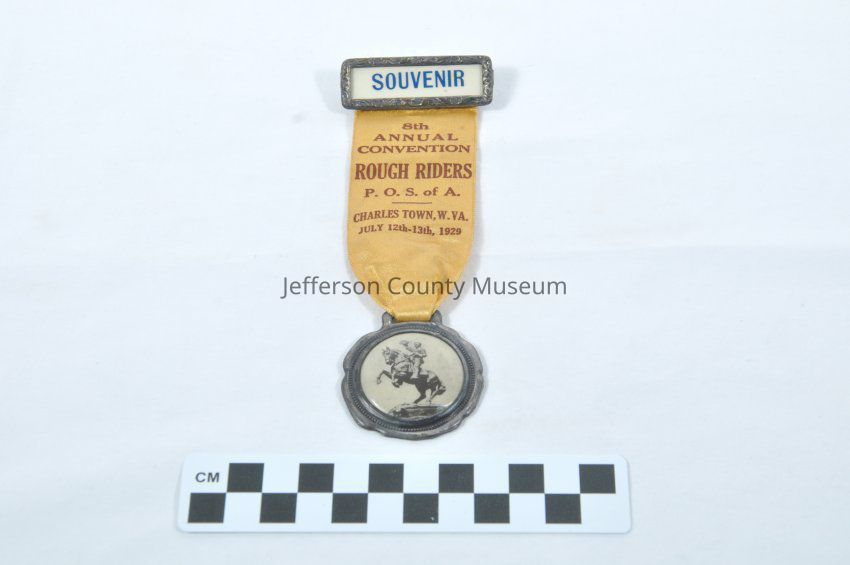 SOUVENIR
8th
ANNUAL
CONVENTION
ROUGH RIDERS
P. O. S. of A.
CHARLES TOWN, W. VA.
JULY 12th-13th, 1929
Jefferson County Museum
CM